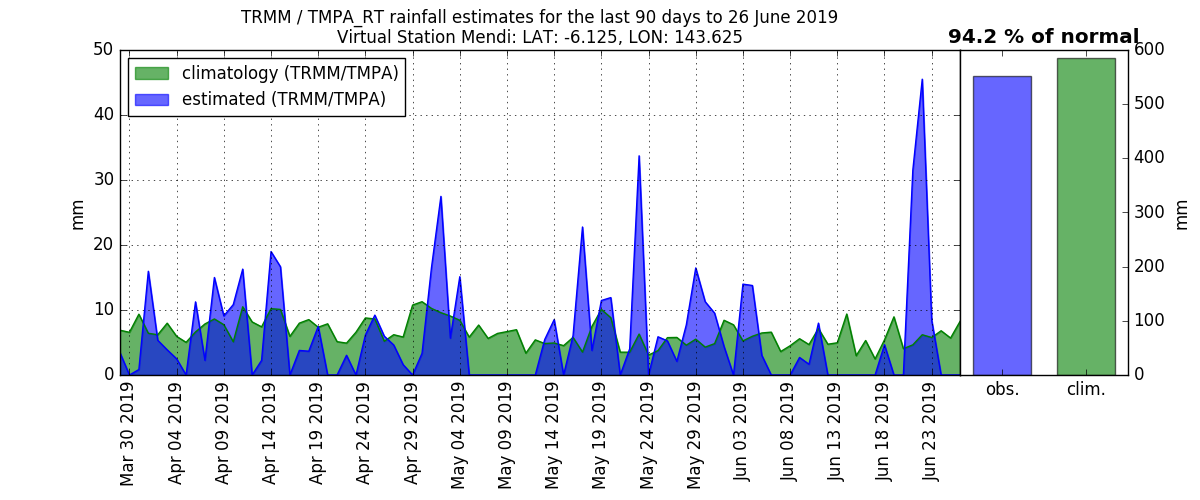 TRMM / TMPA_RT rainfall estimates for the last 90 days to 26 June 2019
Virtual Station Mendi: LAT: -6.125, LON: 143.625
94.2 % of normal
climatology (TRMM/TMPA)
estimated (TRMM/TMPA)
50
40
30
20
10
0
mm
Mar 30 2019
Apr 04 2019
Apr 09 2019
Apr 14 2019
Apr 19 2019
Apr 24 2019
Apr 29 2019
May 04 2019
May 09 2019
May 14 2019
May 19 2019
May 24 2019
May 29 2019
Jun 03 2019
Jun 08 2019
Jun 13 2019
Jun 18 2019
Jun 23 2019
obs.
clim.
600
500
400
300
200
100
0
mm